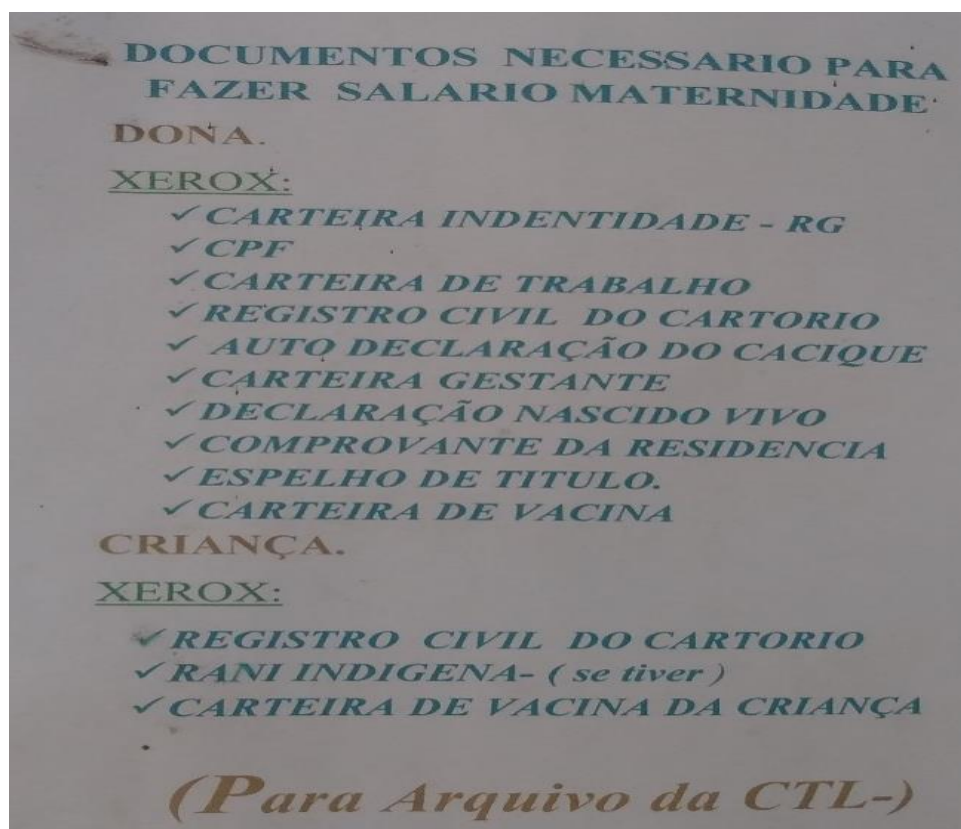 DOCUMENTOS NECESSARIO PARA
FAZER SALARIO MATERNIDADE
DONA.
XEROX:
✓CARTEIRA INDENTIDADE - RG
✓CPF
✓CARTEIRA DE TRABALHO
✓REGISTRO CIVIL DO CARTORIO
✓AUTO DECLARAÇÃO DO CACIQUE
✓CARTEIRA GESTANTE
✓DECLARAÇÃO NASCIDO VIVO
✓COMPROVANTE DA RESIDENCIA
✓ESPELHO DE TITULO.
✓CARTEIRA DE VACINA
CRIANÇA.
XEROX:
✓REGISTRO CIVIL DO CARTORIO
✓RANI INDIGENA- ( se tiver )
✓CARTEIRA DE VACINA DA CRIANÇA
(Para Arquivo da CTL-)